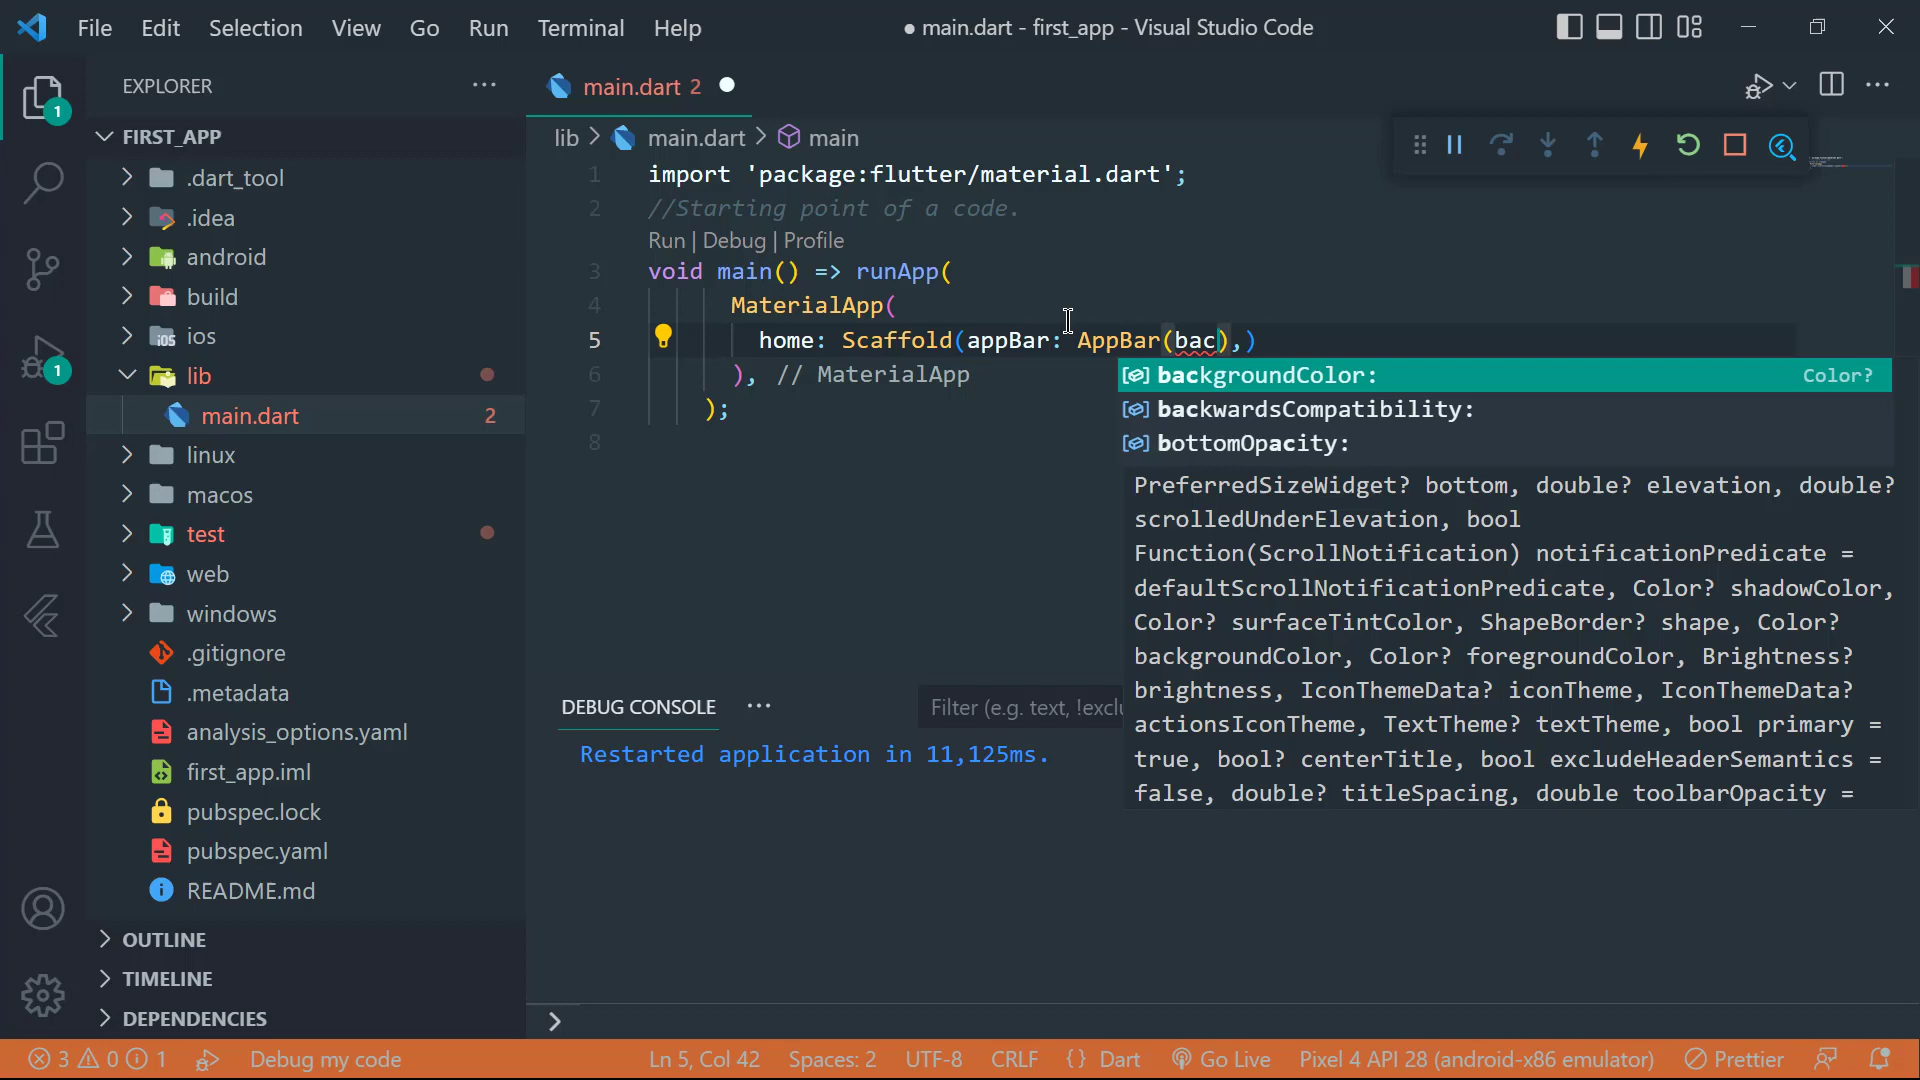 File Edit Selection View Go Run Terminal Help
● main.dart - first_app - Visual Studio Code
1
1
EXPLORER
FIRST_APP
.dart_tool
.idea
android
build
ios
lib
main.dart 2
linux
macos
test
web
windows
.gitignore
.metadata
analysis_options.yaml
first_app.iml
pubspec.lock
pubspec.yaml
README.md
OUTLINE
TIMELINE
DEPENDENCIES
main.dart 2
lib > main.dart > main
1 import 'package:flutter/material.dart';
2 //Starting point of a code.
Run | Debug | Profile
3 void main() => runApp(
4 MaterialApp(
5 home: Scaffold(appBar: AppBar(bac),)
6 ), // MaterialApp
7 );
8
backgroundColor: Color?
backwardsCompatibility:
bottomOpacity:
PreferredSizeWidget? bottom, double? elevation, double?
scrolledUnderElevation, bool
Function(ScrollNotification) notificationPredicate =
defaultScrollNotificationPredicate, Color? shadowColor,
Color? surfaceTintColor, ShapeBorder? shape, Color?
backgroundColor, Color? foregroundColor, Brightness?
brightness, IconThemeData? iconTheme, IconThemeData?
actionsIconTheme, TextTheme? textTheme, bool primary =
true, bool? centerTitle, bool excludeHeaderSemantics =
false, double? titleSpacing, double toolbarOpacity =
DEBUG CONSOLE
Filter (e.g. text, !exclu
Restarted application in 11,125ms.
3 0 1 Debug my code Ln 5, Col 42 Spaces: 2 UTF-8 CRLF {} Dart Go Live Pixel 4 API 28 (android-x86 emulator) Prettier